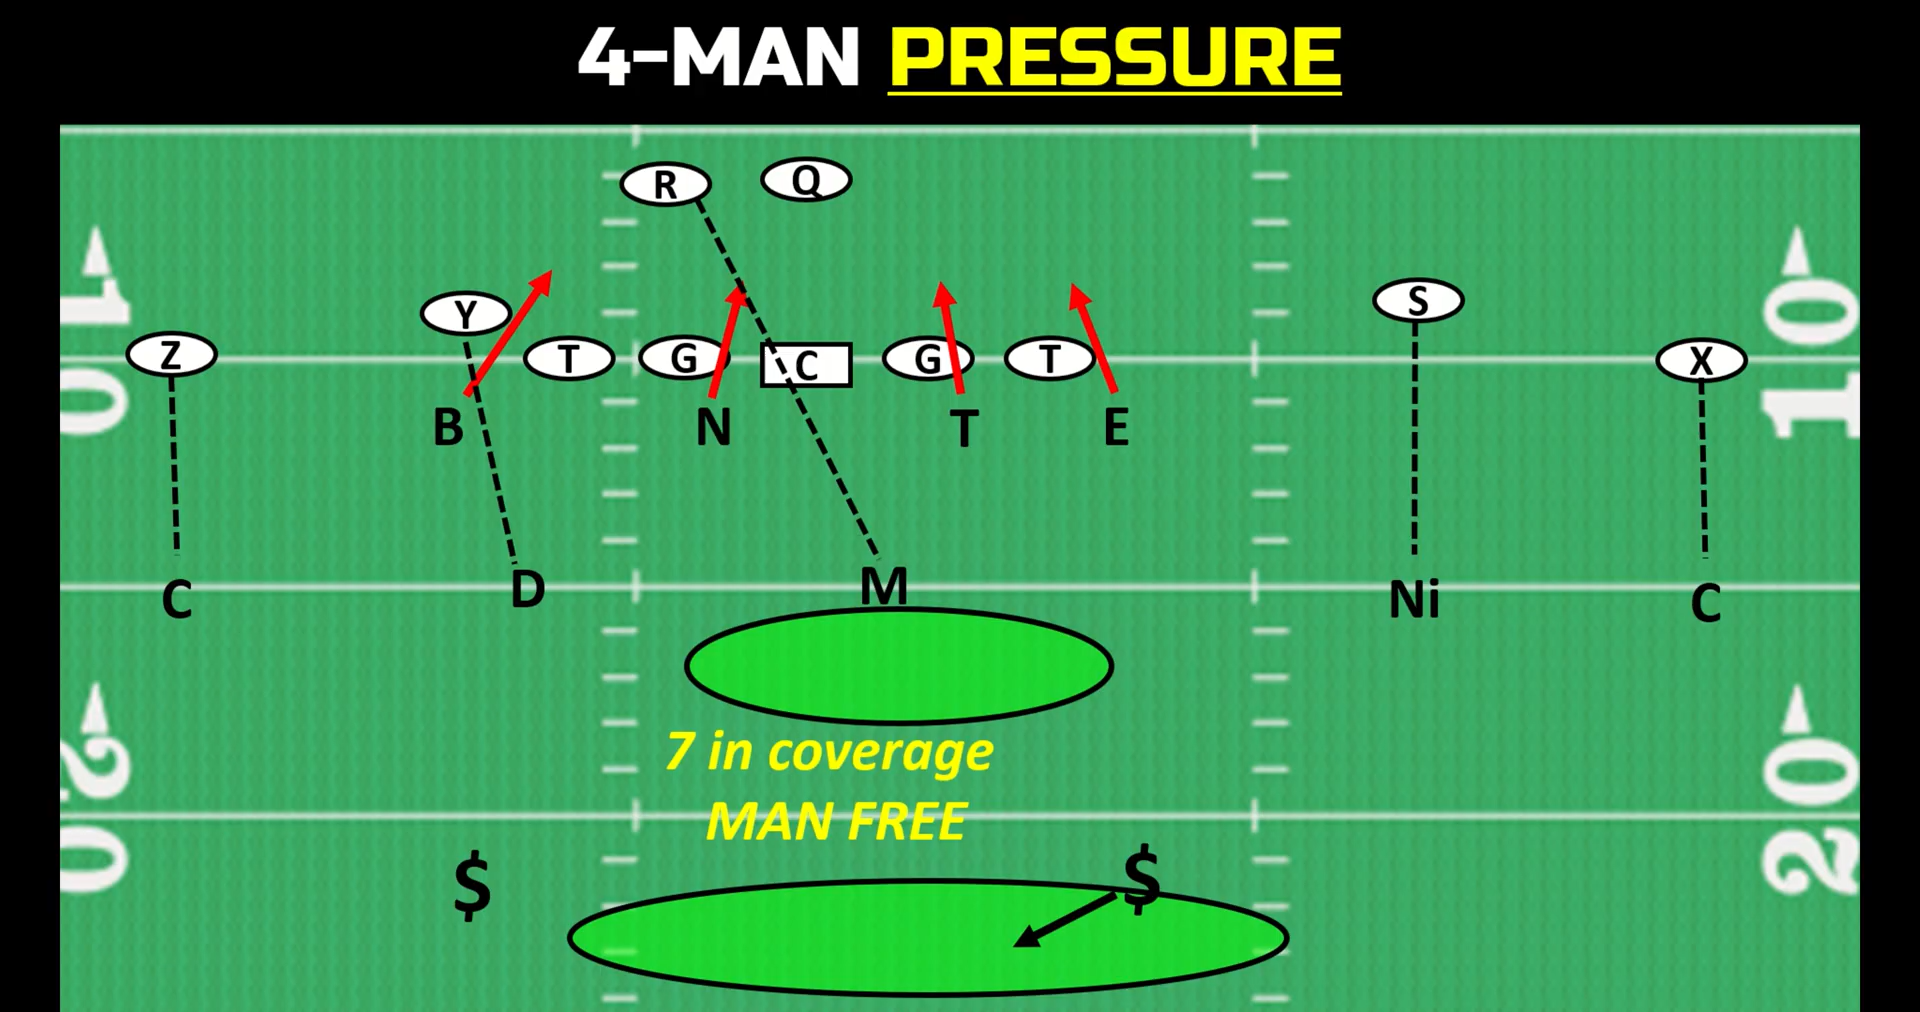 4-MAN PRESSURE
R Q
Y S
Z T G C G T X
B N T E
C D M Ni C
7 in coverage
MAN FREE
$ $
10 10
20 20